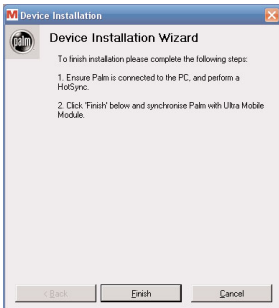 Device Installation
palm
Device Installation Wizard
To finish installation please complete the following steps:
1. Ensure Palm is connected to the PC, and perform a
HotSync.
2. Click 'Finish' below and synchronise Palm with Ultra Mobile
Module.
< Back
Finish
Cancel